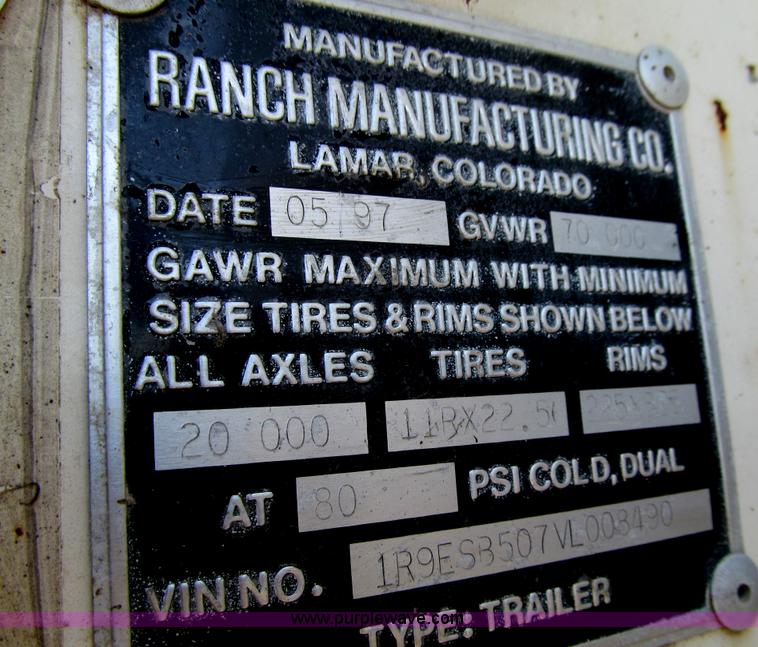 MANUFACTURED BY
RANCH MANUFACTURING CO.
LAMAR, COLORADO
DATE 05 97 GVWR 70 000
GAWR MAXIMUM WITH MINIMUM
SIZE TIRES & RIMS SHOWN BELOW
ALL AXLES TIRES RIMS
20 000
AT 80 PSI COLD, DUAL
VIN NO. 1R9ESB507VL008490
TYPE: TRAILER
www.purplewave.com